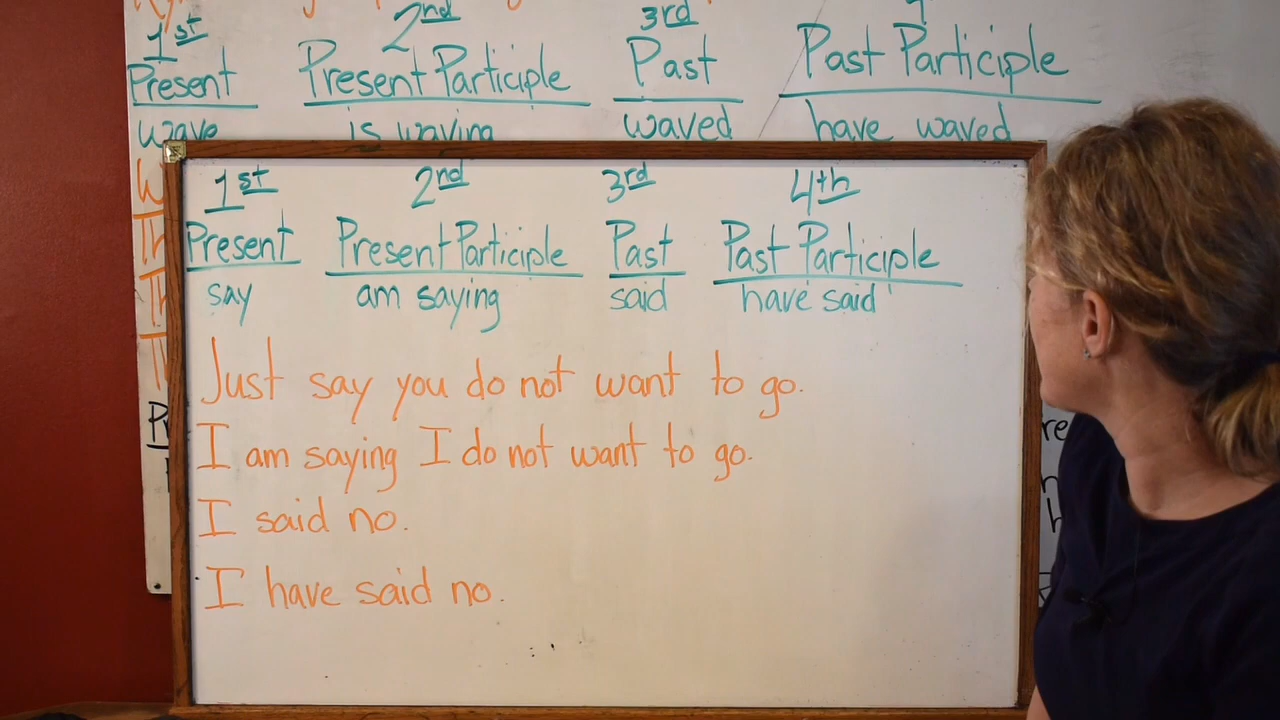 1st 2nd 3rd
Present Present Participle Past Past Participle
wave is waving waved have waved
1st 2nd 3rd 4th
Present Present Participle Past Past Participle
say am saying said have said
Just say you do not want to go.
I am saying I do not want to go.
I said no.
I have said no.